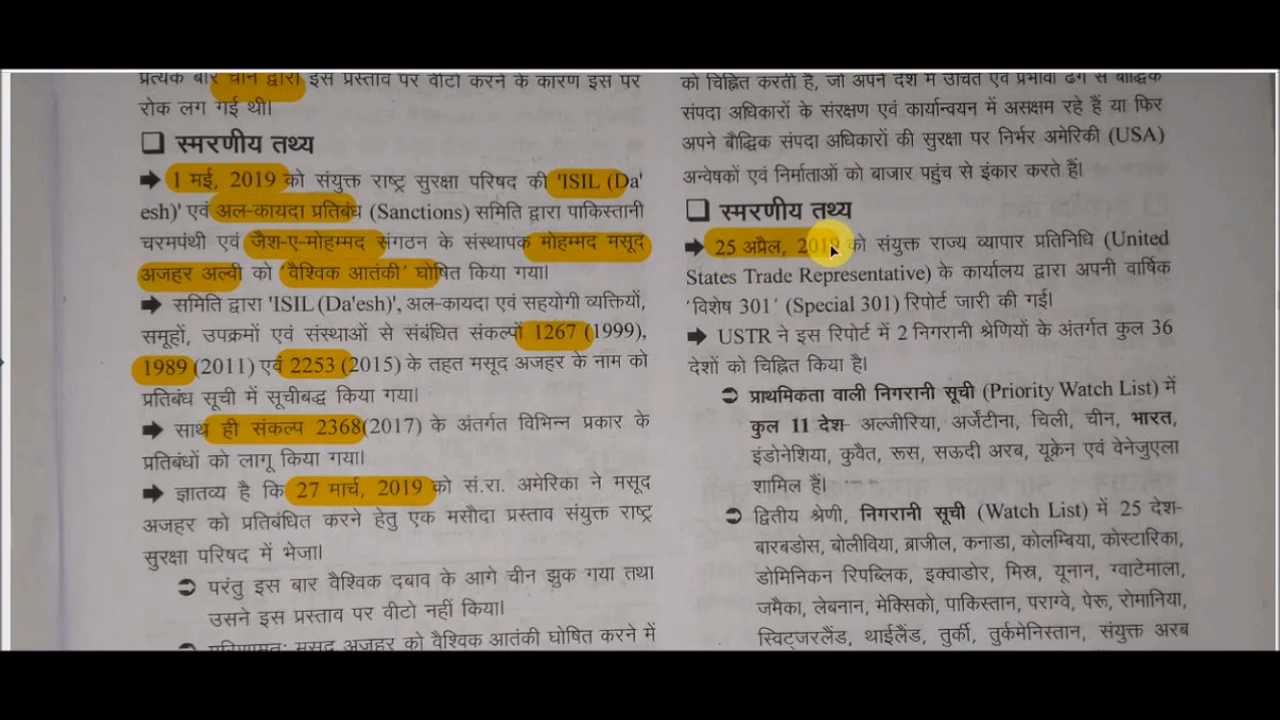 प्रत्येक बार चीन द्वारा इस प्रस्ताव पर वीटो करने के कारण इस पर
रोक लग गई थी।
❑ स्मरणीय तथ्य
➡ 1 मई, 2019 को संयुक्त राष्ट्र सुरक्षा परिषद की 'ISIL (Da'
esh)' एवं अल-कायदा प्रतिबंध (Sanctions) समिति द्वारा पाकिस्तानी
चरमपंथी एवं जैश-ए-मोहम्मद संगठन के संस्थापक मोहम्मद मसूद
अजहर अल्वी को 'वैश्विक आतंकी' घोषित किया गया।
➡ समिति द्वारा 'ISIL (Da'esh)', अल-कायदा एवं सहयोगी व्यक्तियों,
समूहों, उपक्रमों एवं संस्थाओं से संबंधित संकल्पों 1267 (1999),
1989 (2011) एवं 2253 (2015) के तहत मसूद अजहर के नाम को
प्रतिबंध सूची में सूचीबद्ध किया गया।
➡ साथ ही संकल्प 2368(2017) के अंतर्गत विभिन्न प्रकार के
प्रतिबंधों को लागू किया गया।
➡ ज्ञातव्य है कि 27 मार्च, 2019 को सं.रा. अमेरिका ने मसूद
अजहर को प्रतिबंधित करने हेतु एक मसौदा प्रस्ताव संयुक्त राष्ट्र
सुरक्षा परिषद में भेजा।
➲ परंतु इस बार वैश्विक दबाव के आगे चीन झुक गया तथा
उसने इस प्रस्ताव पर वीटो नहीं किया।
➲ परिणामतः मसूद अजहर को वैश्विक आतंकी घोषित करने में
को चिह्नित करती है, जो अपने देश में उचित एवं प्रभावी ढंग से बौद्धिक
संपदा अधिकारों के संरक्षण एवं कार्यान्वयन में असक्षम रहे हैं या फिर
अपने बौद्धिक संपदा अधिकारों की सुरक्षा पर निर्भर अमेरिकी (USA)
अन्वेषकों एवं निर्माताओं को बाजार पहुंच से इंकार करते हैं।
❑ स्मरणीय तथ्य
➡ 25 अप्रैल, 2019 को संयुक्त राज्य व्यापार प्रतिनिधि (United
States Trade Representative) के कार्यालय द्वारा अपनी वार्षिक
'विशेष 301' (Special 301) रिपोर्ट जारी की गई।
➡ USTR ने इस रिपोर्ट में 2 निगरानी श्रेणियों के अंतर्गत कुल 36
देशों को चिह्नित किया है।
➲ प्राथमिकता वाली निगरानी सूची (Priority Watch List) में
कुल 11 देश- अल्जीरिया, अर्जेंटीना, चिली, चीन, भारत,
इंडोनेशिया, कुवैत, रूस, सऊदी अरब, यूक्रेन एवं वेनेजुएला
शामिल हैं।
➲ द्वितीय श्रेणी, निगरानी सूची (Watch List) में 25 देश-
बारबडोस, बोलीविया, ब्राजील, कनाडा, कोलम्बिया, कोस्टारिका,
डोमिनिकन रिपब्लिक, इक्वाडोर, मिस्र, यूनान, ग्वाटेमाला,
जमैका, लेबनान, मेक्सिको, पाकिस्तान, पराग्वे, पेरू, रोमानिया,
स्विट्जरलैंड, थाईलैंड, तुर्की, तुर्कमेनिस्तान, संयुक्त अरब